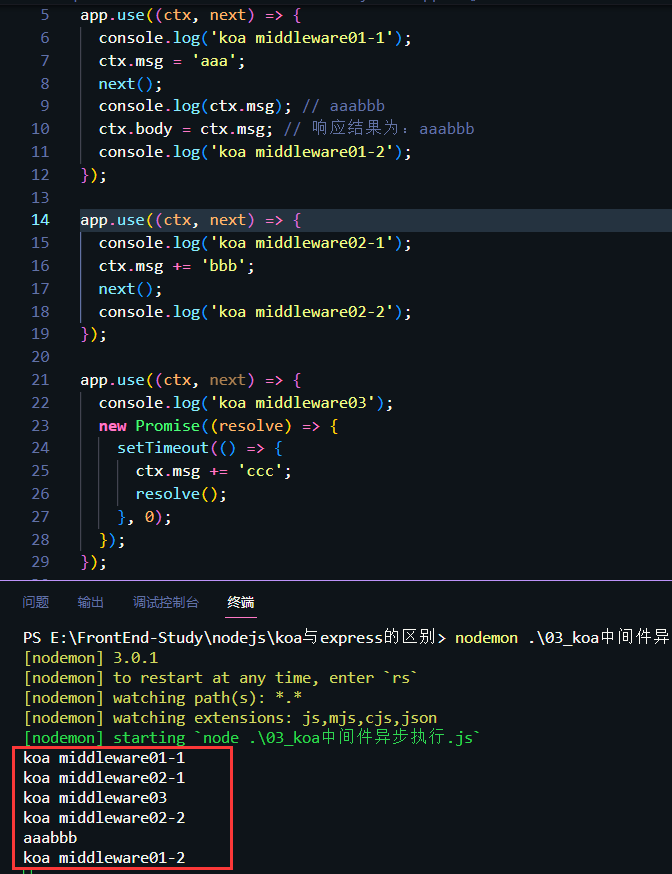 5 app.use((ctx, next) => {
6 console.log('koa middleware01-1');
7 ctx.msg = 'aaa';
8 next();
9 console.log(ctx.msg); // aaabbb
10 ctx.body = ctx.msg; // 响应结果为：aaabbb
11 console.log('koa middleware01-2');
12 });
13
14 app.use((ctx, next) => {
15 console.log('koa middleware02-1');
16 ctx.msg += 'bbb';
17 next();
18 console.log('koa middleware02-2');
19 });
20
21 app.use((ctx, next) => {
22 console.log('koa middleware03');
23 new Promise((resolve) => {
24 setTimeout(() => {
25 ctx.msg += 'ccc';
26 resolve();
27 }, 0);
28 });
29 });
问题 输出 调试控制台 终端
PS E:\FrontEnd-Study\nodejs\koa与express的区别> nodemon .\03_koa中间件异
[nodemon] 3.0.1
[nodemon] to restart at any time, enter `rs`
[nodemon] watching path(s): *.*
[nodemon] watching extensions: js,mjs,cjs,json
[nodemon] starting `node .\03_koa中间件异步执行.js`
koa middleware01-1
koa middleware02-1
koa middleware03
koa middleware02-2
aaabbb
koa middleware01-2